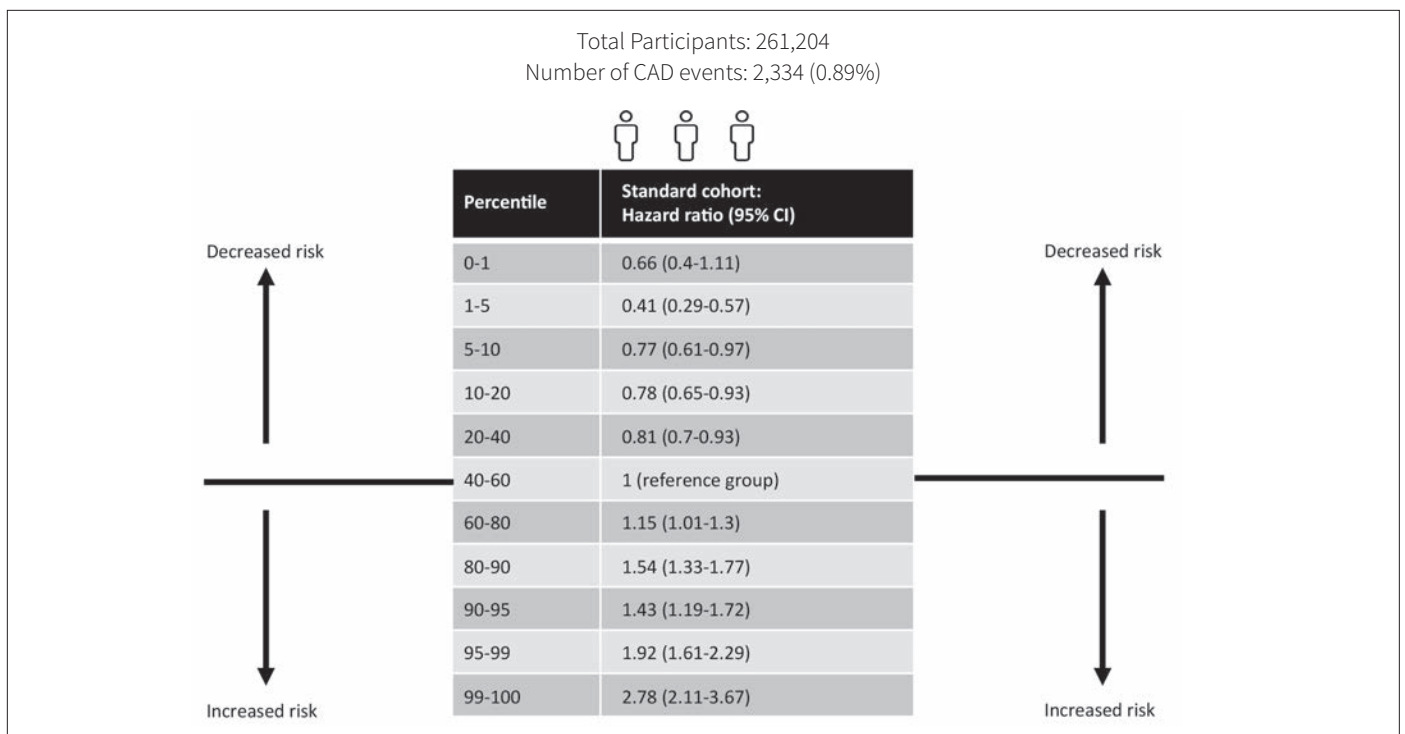 Total Participants: 261,204
Number of CAD events: 2,334 (0.89%)
Percentile
Standard cohort:
Hazard ratio (95% CI)
Decreased risk
Decreased risk
0-1 0.66 (0.4-1.11)
1-5 0.41 (0.29-0.57)
5-10 0.77 (0.61-0.97)
10-20 0.78 (0.65-0.93)
20-40 0.81 (0.7-0.93)
40-60 1 (reference group)
60-80 1.15 (1.01-1.3)
80-90 1.54 (1.33-1.77)
90-95 1.43 (1.19-1.72)
95-99 1.92 (1.61-2.29)
99-100 2.78 (2.11-3.67)
Increased risk
Increased risk